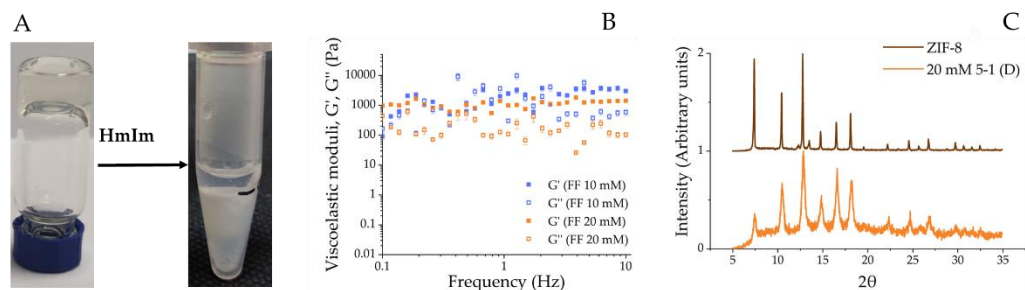 A
HmIm
B
Viscoelastic moduli, G', G'' (Pa)
10000
1000
100
10
1
0.1
0.01
0.1
1
10
Frequency (Hz)
G' (FF 10 mM)
G'' (FF 10 mM)
G' (FF 20 mM)
G'' (FF 20 mM)
C
Intensity (Arbitrary units)
2
1
0
ZIF-8
20 mM 5-1 (D)
5
10
15
20
25
30
35
2θ